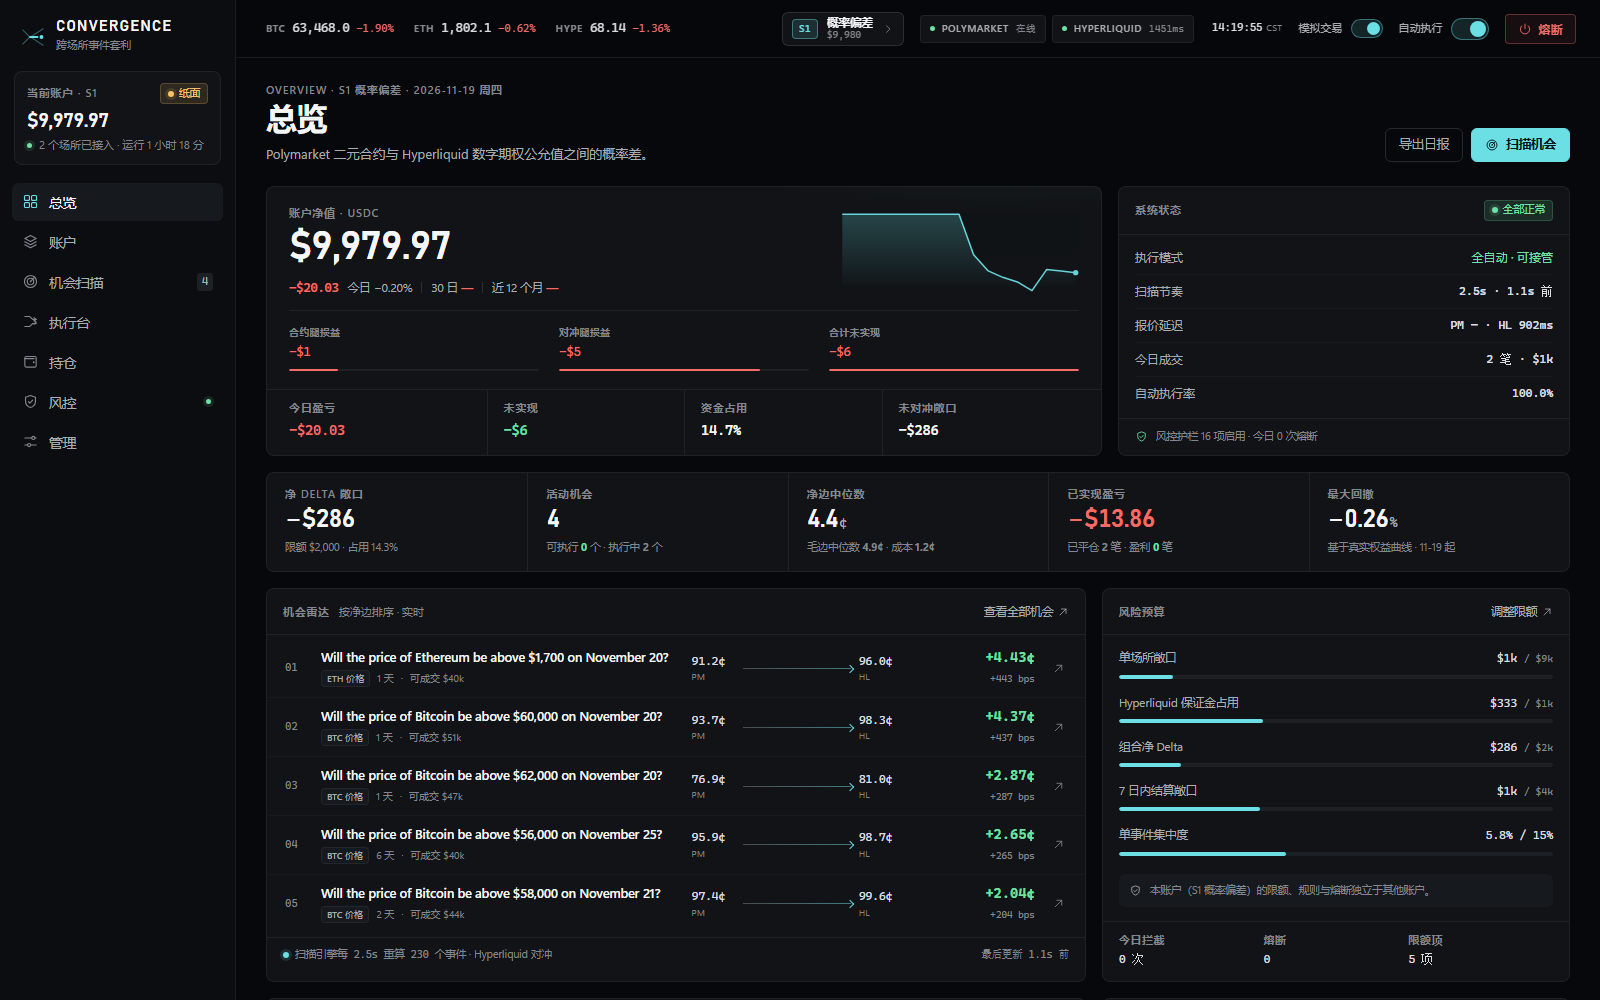 CONVERGENCE
跨场所事件套利
BTC 63,468.0 −1.90% ETH 1,802.1 −0.62% HYPE 68.14 −1.36%
S1 概率偏差 $9,980
POLYMARKET 在线
HYPERLIQUID 1451ms
14:19:55 CST
模拟交易
自动执行
熔断
当前账户 · S1
纸面
$9,979.97
2 个场所已接入 · 运行 1 小时 18 分
总览
账户
机会扫描 4
执行台
持仓
风控
管理
OVERVIEW · S1 概率偏差 · 2026-11-19 周四
总览
Polymarket 二元合约与 Hyperliquid 数字期权公允值之间的概率差。
导出日报
扫描机会
账户净值 · USDC
$9,979.97
−$20.03 今日 −0.20% 30 日 — 近 12 个月 —
合约腿损益
−$1
对冲腿损益
−$5
合计未实现
−$6
今日盈亏
−$20.03
未实现
−$6
资金占用
14.7%
未对冲敞口
−$286
系统状态
全部正常
执行模式 全自动 · 可接管
扫描节奏 2.5s · 1.1s 前
报价延迟 PM — · HL 902ms
今日成交 2 笔 · $1k
自动执行率 100.0%
风控护栏 16 项启用 · 今日 0 次熔断
净 DELTA 敞口
−$286
限额 $2,000 · 占用 14.3%
活动机会
4
可执行 0 个 · 执行中 2 个
净边中位数
4.4¢
毛边中位数 4.9¢ · 成本 1.2¢
已实现盈亏
−$13.86
已平仓 2 笔 · 盈利 0 笔
最大回撤
−0.26%
基于真实权益曲线 · 11-19 起
机会雷达 按净边排序 · 实时
查看全部机会
01 Will the price of Ethereum be above $1,700 on November 20? 91.2¢ 96.0¢ +4.43¢
ETH 价格 1 天 · 可成交 $40k PM HL +443 bps
02 Will the price of Bitcoin be above $60,000 on November 20? 93.7¢ 98.3¢ +4.37¢
BTC 价格 1 天 · 可成交 $51k PM HL +437 bps
03 Will the price of Bitcoin be above $62,000 on November 20? 76.9¢ 81.0¢ +2.87¢
BTC 价格 1 天 · 可成交 $47k PM HL +287 bps
04 Will the price of Bitcoin be above $56,000 on November 25? 95.9¢ 98.7¢ +2.65¢
BTC 价格 6 天 · 可成交 $40k PM HL +265 bps
05 Will the price of Bitcoin be above $58,000 on November 21? 97.4¢ 99.6¢ +2.04¢
BTC 价格 2 天 · 可成交 $44k PM HL +204 bps
扫描引擎每 2.5s 重算 230 个事件 · Hyperliquid 对冲
最后更新 1.1s 前
风险预算
调整限额
单场所敞口 $1k / $9k
Hyperliquid 保证金占用 $333 / $1k
组合净 Delta $286 / $2k
7 日内结算敞口 $1k / $4k
单事件集中度 5.8% / 15%
本账户（S1 概率偏差）的限额、规则与熔断独立于其他账户。
今日拦截
0 次
熔断
0
限额顶
5 项